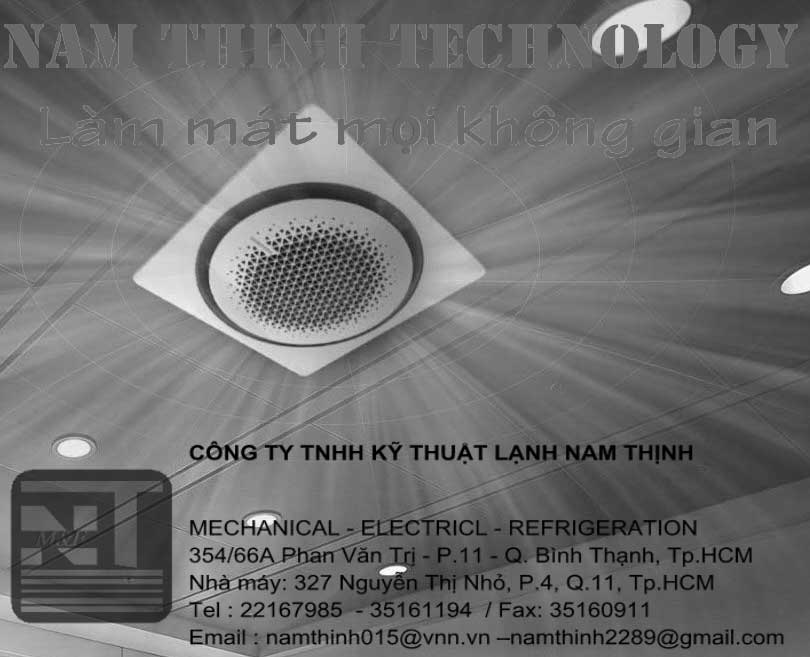 NAM THINH TECHNOLOGY
Làm mát mọi không gian
CÔNG TY TNHH KỸ THUẬT LẠNH NAM THỊNH
NT
M&E
MECHANICAL - ELECTRICL - REFRIGERATION
354/66A Phan Văn Trị - P.11 - Q. Bình Thạnh, Tp.HCM
Nhà máy: 327 Nguyễn Thị Nhỏ, P.4, Q.11, Tp.HCM
Tel : 22167985 - 35161194 / Fax: 35160911
Email : namthinh015@vnn.vn –namthinh2289@gmail.com